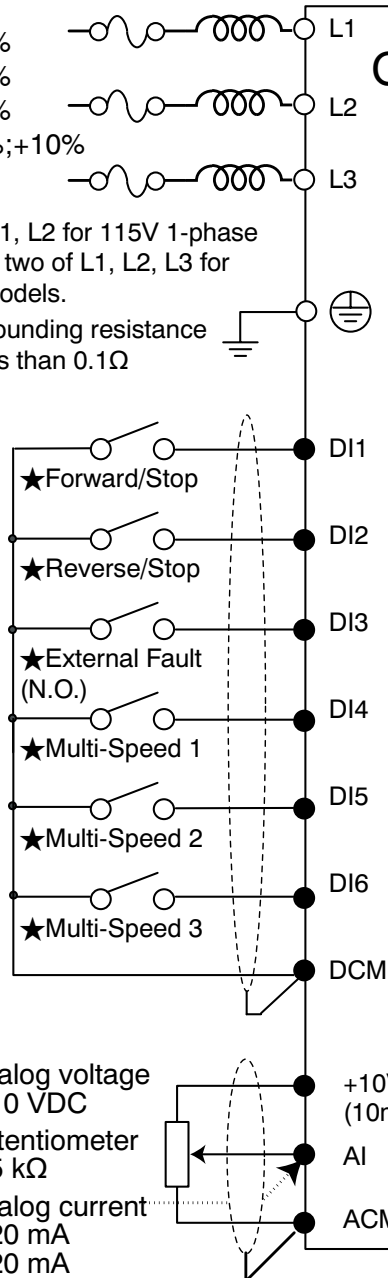 %
L1
%
%
L2
;+10%
L3
1, L2 for 115V 1-phase
two of L1, L2, L3 for
odels.
ounding resistance
s than 0.1Ω
DI1
★Forward/Stop
DI2
★Reverse/Stop
DI3
★External Fault
(N.O.)
DI4
★Multi-Speed 1
DI5
★Multi-Speed 2
DI6
★Multi-Speed 3
DCM
alog voltage
0 VDC
+10V
(10m
tentiometer
kΩ
AI
alog current
20 mA
20 mA
ACM